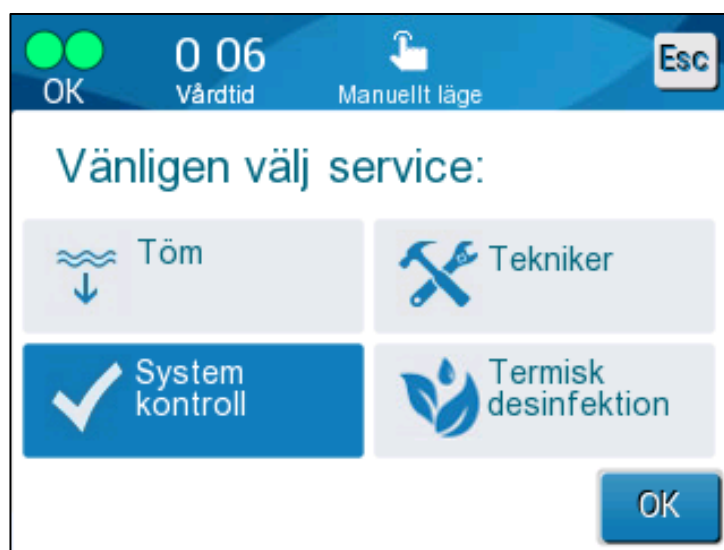 OK
0 06
Vårdtid
Manuellt läge
Esc
Vänligen välj service:
Töm
Tekniker
System
kontroll
Termisk
desinfektion
OK